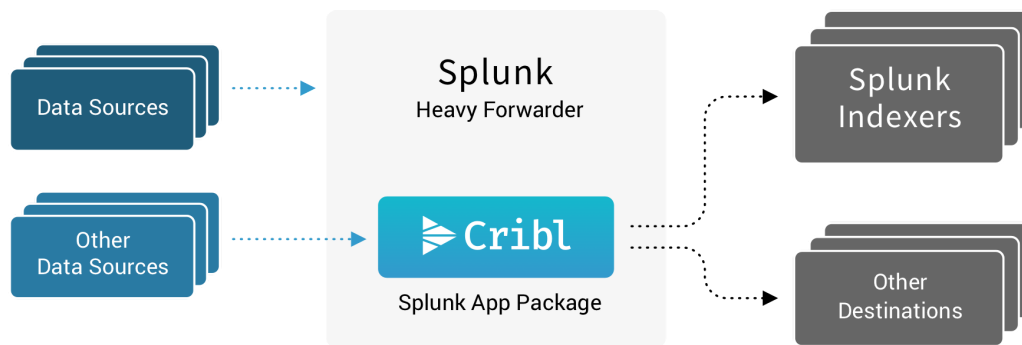 Data Sources
Splunk
Heavy Forwarder
Splunk
Indexers
Other
Data Sources
Cribl
Splunk App Package
Other
Destinations